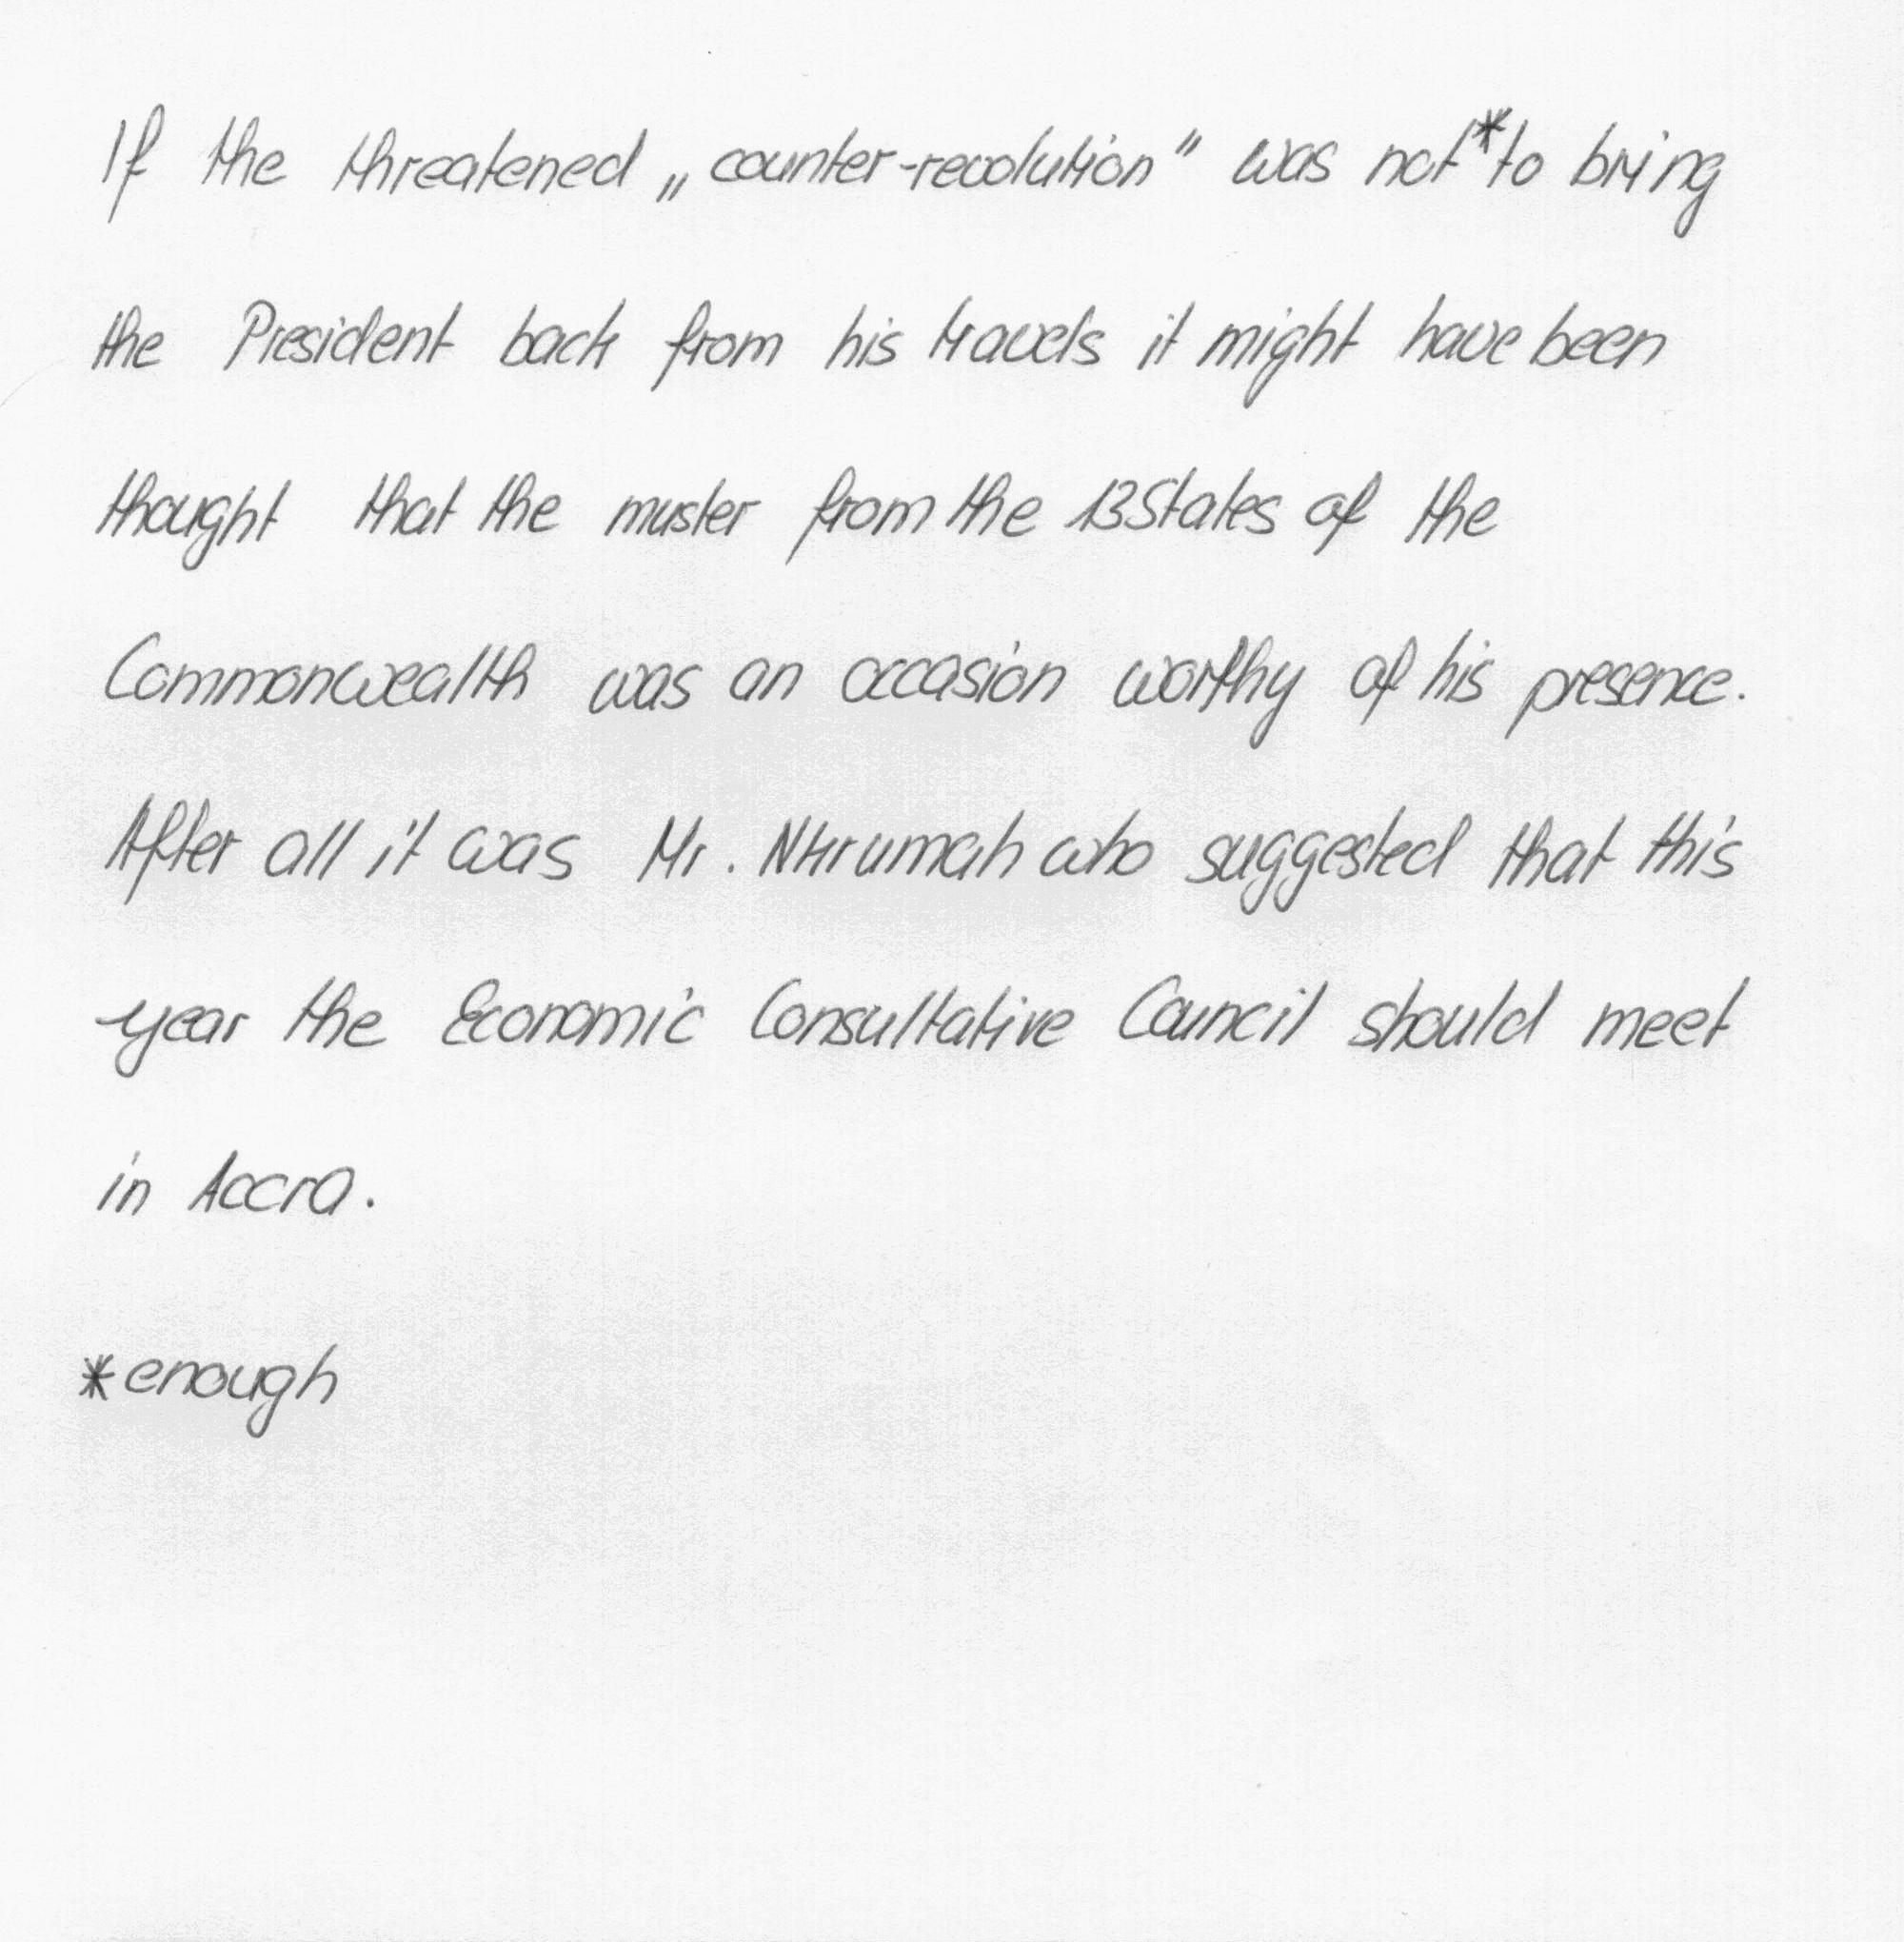 If the threatened „counter-revolution" was not*to bring
the President back from his travels it might have been
thought that the muster from the 13 States of the
Commonwealth was an occasion worthy of his presence.
After all it was Mr. Nkrumah who suggested that this
year the Economic Consultative Council should meet
in Accra.
*enough